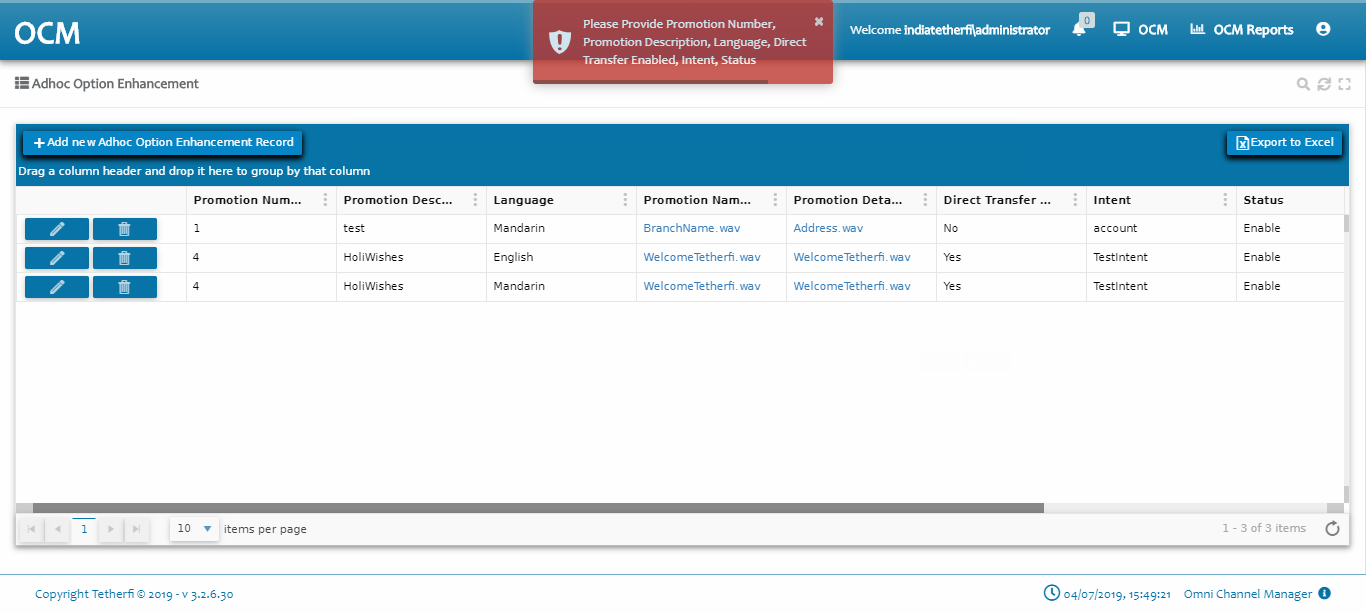 OCM
Please Provide Promotion Number,
Promotion Description, Language, Direct
Transfer Enabled, Intent, Status
Welcome indiatetherfi\administrator
0
OCM
OCM Reports
Adhoc Option Enhancement
Add new Adhoc Option Enhancement Record
Export to Excel
Drag a column header and drop it here to group by that column
Promotion Num... Promotion Desc... Language Promotion Nam... Promotion Deta... Direct Transfer ... Intent Status
1 test Mandarin BranchName.wav Address.wav No account Enable
4 HoliWishes English WelcomeTetherfi.wav WelcomeTetherfi.wav Yes TestIntent Enable
4 HoliWishes Mandarin WelcomeTetherfi.wav WelcomeTetherfi.wav Yes TestIntent Enable
1 10 items per page 1 - 3 of 3 items
Copyright Tetherfi © 2019 - v 3.2.6.30 04/07/2019, 15:49:21 Omni Channel Manager